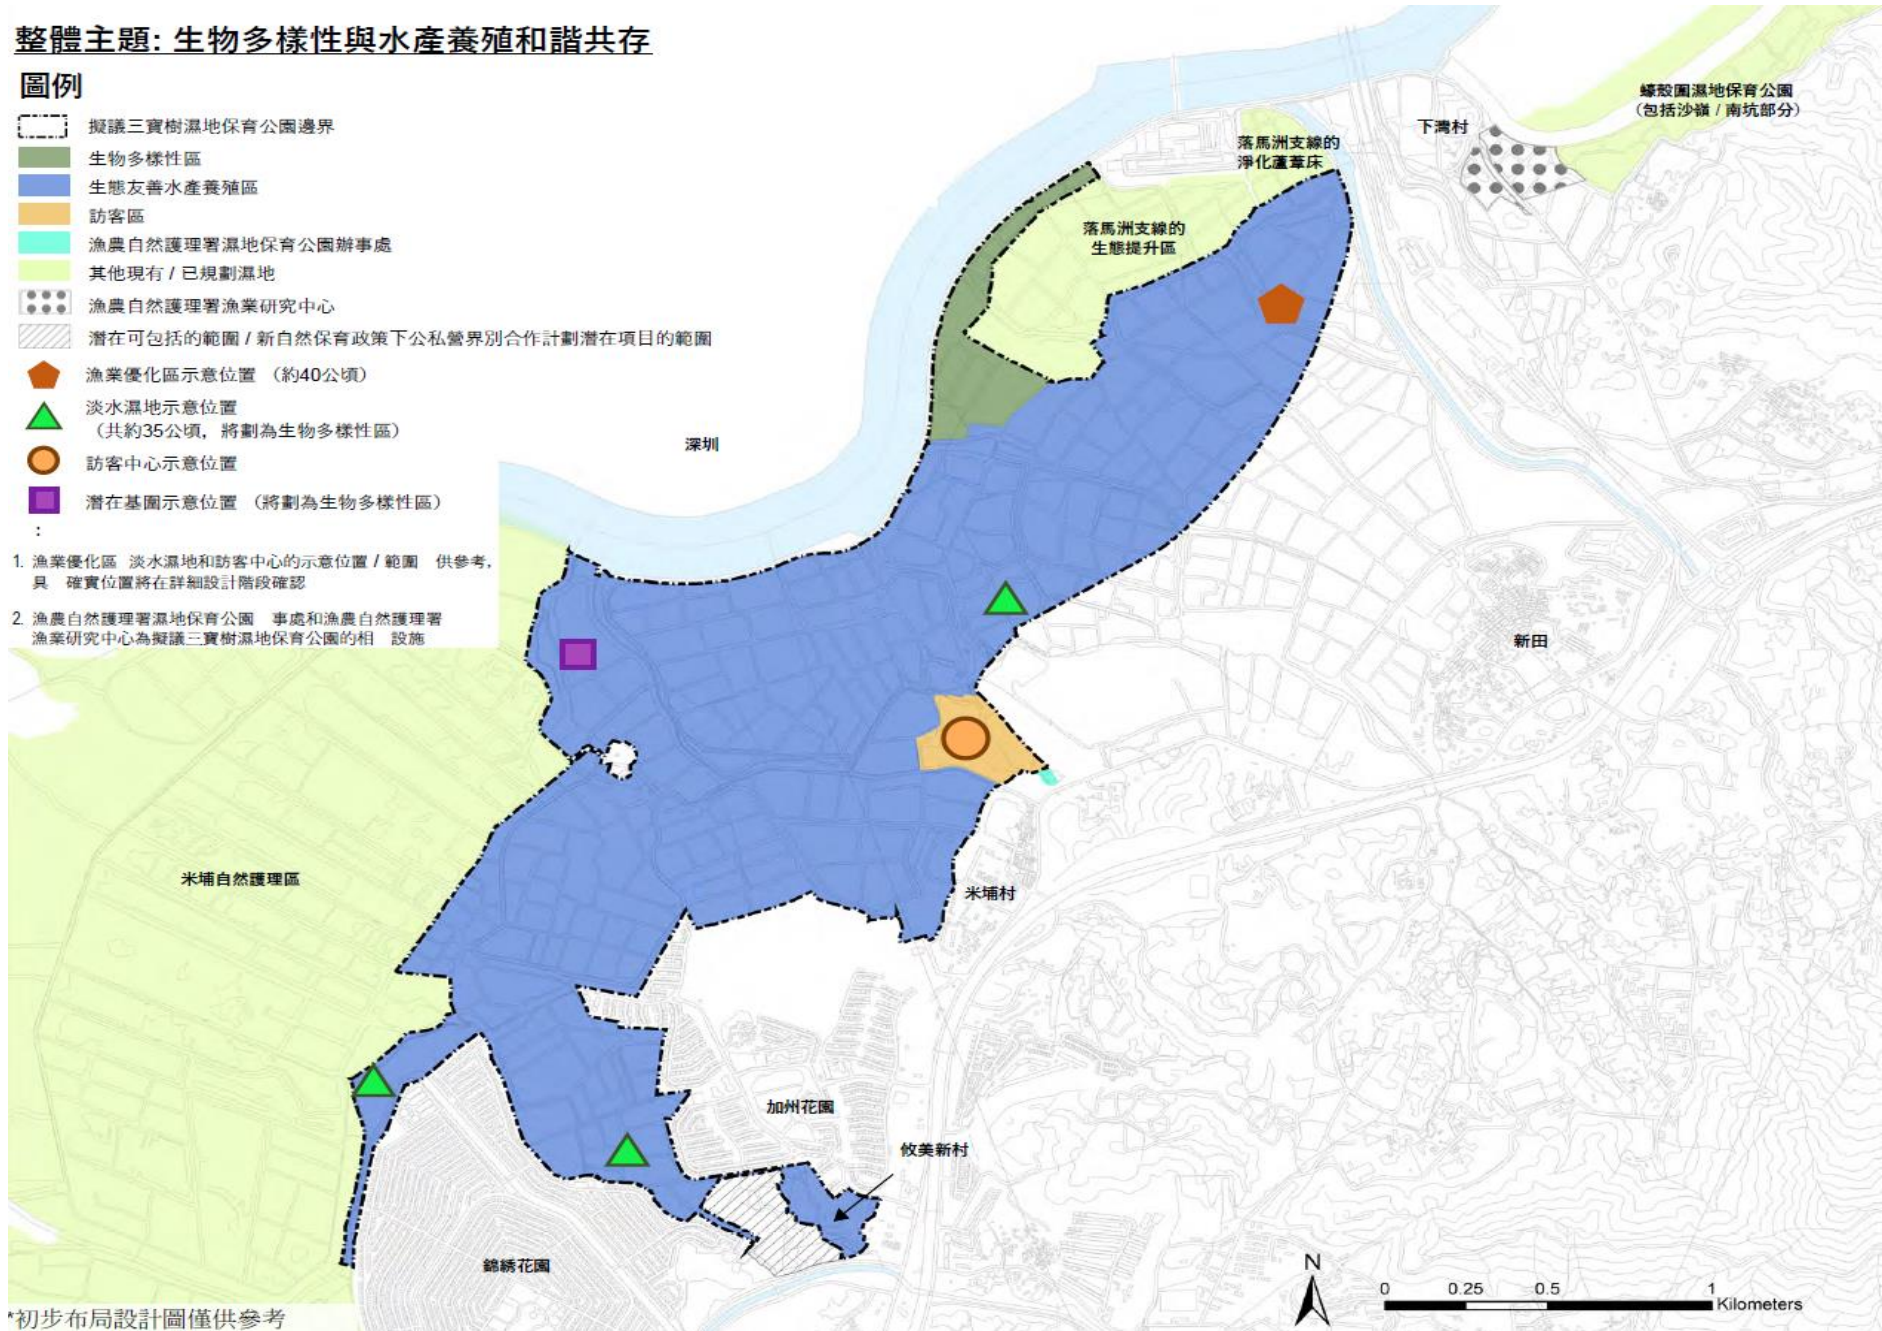 整體主題: 生物多樣性與水產養殖和諧共存
圖例
擬議三寶樹濕地保育公園邊界
生物多樣性區
生態友善水產養殖區
訪客區
漁農自然護理署濕地保育公園辦事處
其他現有 / 已規劃濕地
漁農自然護理署漁業研究中心
潛在可包括的範圍 / 新自然保育政策下公私營界別合作計劃潛在項目的範圍
漁業優化區示意位置 （約40公頃）
淡水濕地示意位置
（共約35公頃，將劃為生物多樣性區）
訪客中心示意位置
潛在基圍示意位置 （將劃為生物多樣性區）
:
1. 漁業優化區 淡水濕地和訪客中心的示意位置 / 範圍 供參考，
具 確實位置將在詳細設計階段確認
2. 漁農自然護理署濕地保育公園 事處和漁農自然護理署
漁業研究中心為擬議三寶樹濕地保育公園的相 設施
蠔殼圍濕地保育公園
（包括沙嶺 / 南坑部分）
下灣村
落馬洲支線的
淨化蘆葦床
落馬洲支線的
生態提升區
深圳
新田
米埔自然護理區
米埔村
加州花園
攸美新村
錦綉花園
N
0 0.25 0.5 1
Kilometers
*初步布局設計圖僅供參考